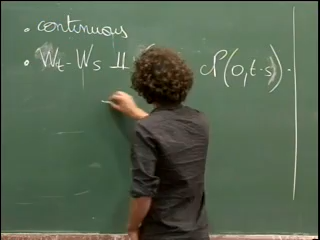 • continuous
• Wt - Ws ⊥⊥ N(0, t-s).